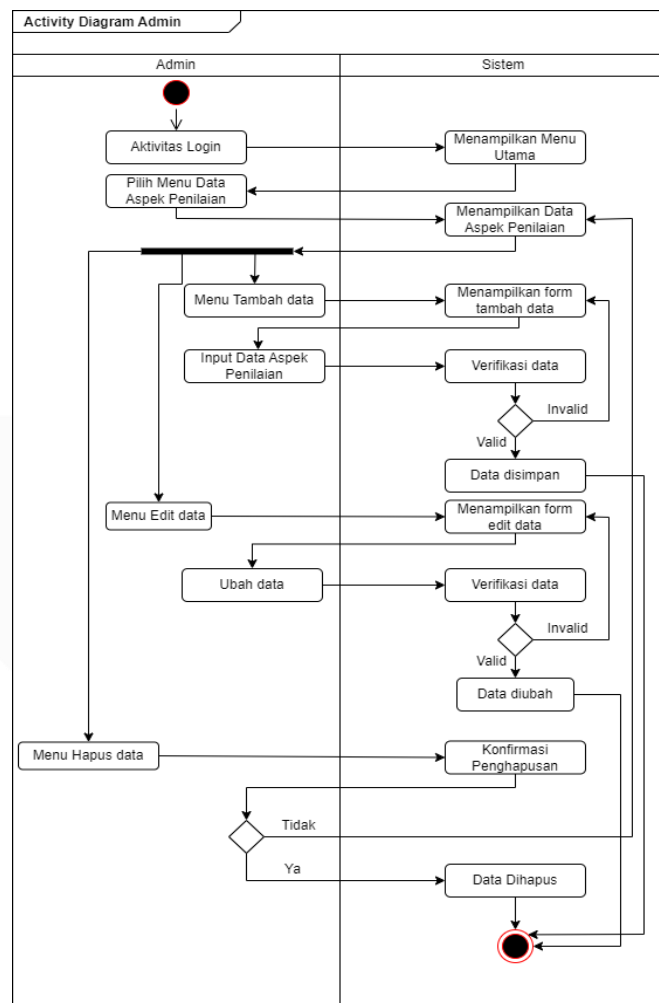 Activity Diagram Admin
Admin
Sistem
Aktivitas Login
Menampilkan Menu
Utama
Pilih Menu Data
Aspek Penilaian
Menampilkan Data
Aspek Penilaian
Menu Tambah data
Menampilkan form
tambah data
Input Data Aspek
Penilaian
Verifikasi data
Invalid
Valid
Data disimpan
Menu Edit data
Menampilkan form
edit data
Ubah data
Verifikasi data
Invalid
Valid
Data diubah
Menu Hapus data
Konfirmasi
Penghapusan
Tidak
Ya
Data Dihapus